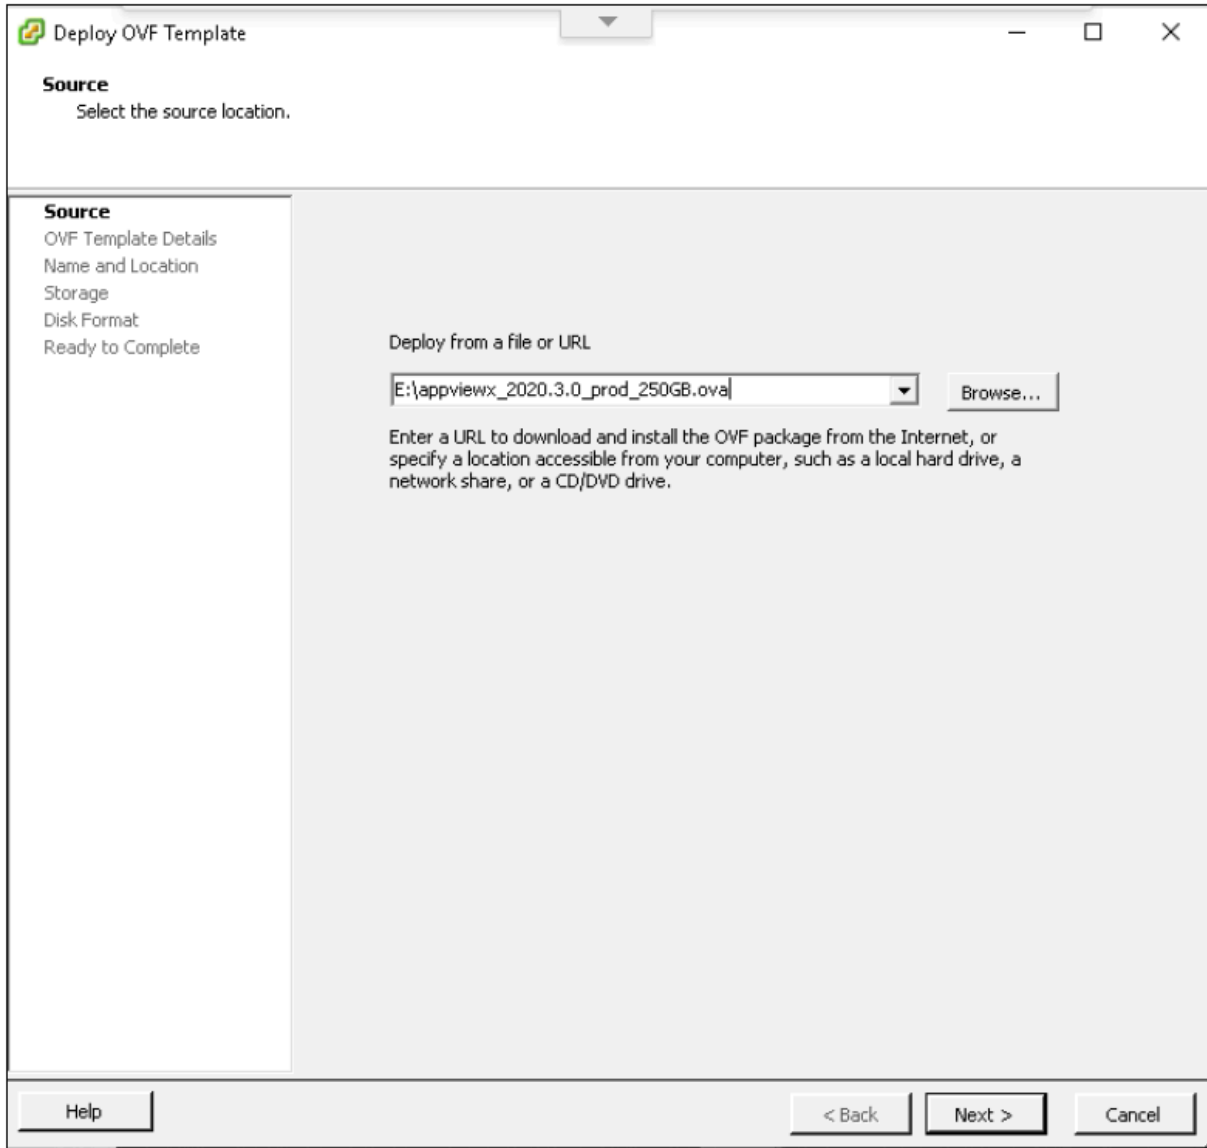 Deploy OVF Template
Source
Select the source location.
Source
OVF Template Details
Name and Location
Storage
Disk Format
Ready to Complete
Deploy from a file or URL
E:\appviewx_2020.3.0_prod_250GB.ova
Browse...
Enter a URL to download and install the OVF package from the Internet, or
specify a location accessible from your computer, such as a local hard drive, a
network share, or a CD/DVD drive.
Help
< Back
Next >
Cancel